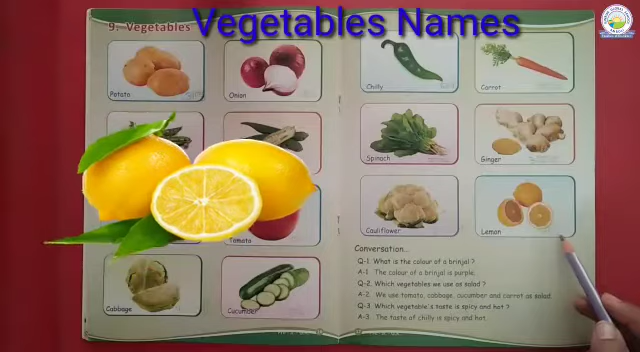 Vegetables Names
9. Vegetables
Potato
Onion
Chilly
Carrot
Spinach
Ginger
Tomato
Cauliflower
Lemon
Cabbage
Cucumber
Conversation...
Q-1. What is the colour of a brinjal ?
A-1 The colour of a brinjal is purple.
Q-2. Which vegetables we use as salad ?
A-2. We use tomato, cabbage, cucumber and carrot as salad
Q-3. Which vegetable's taste is spicy and hot ?
A-3. The taste of chilly is spicy and hot.